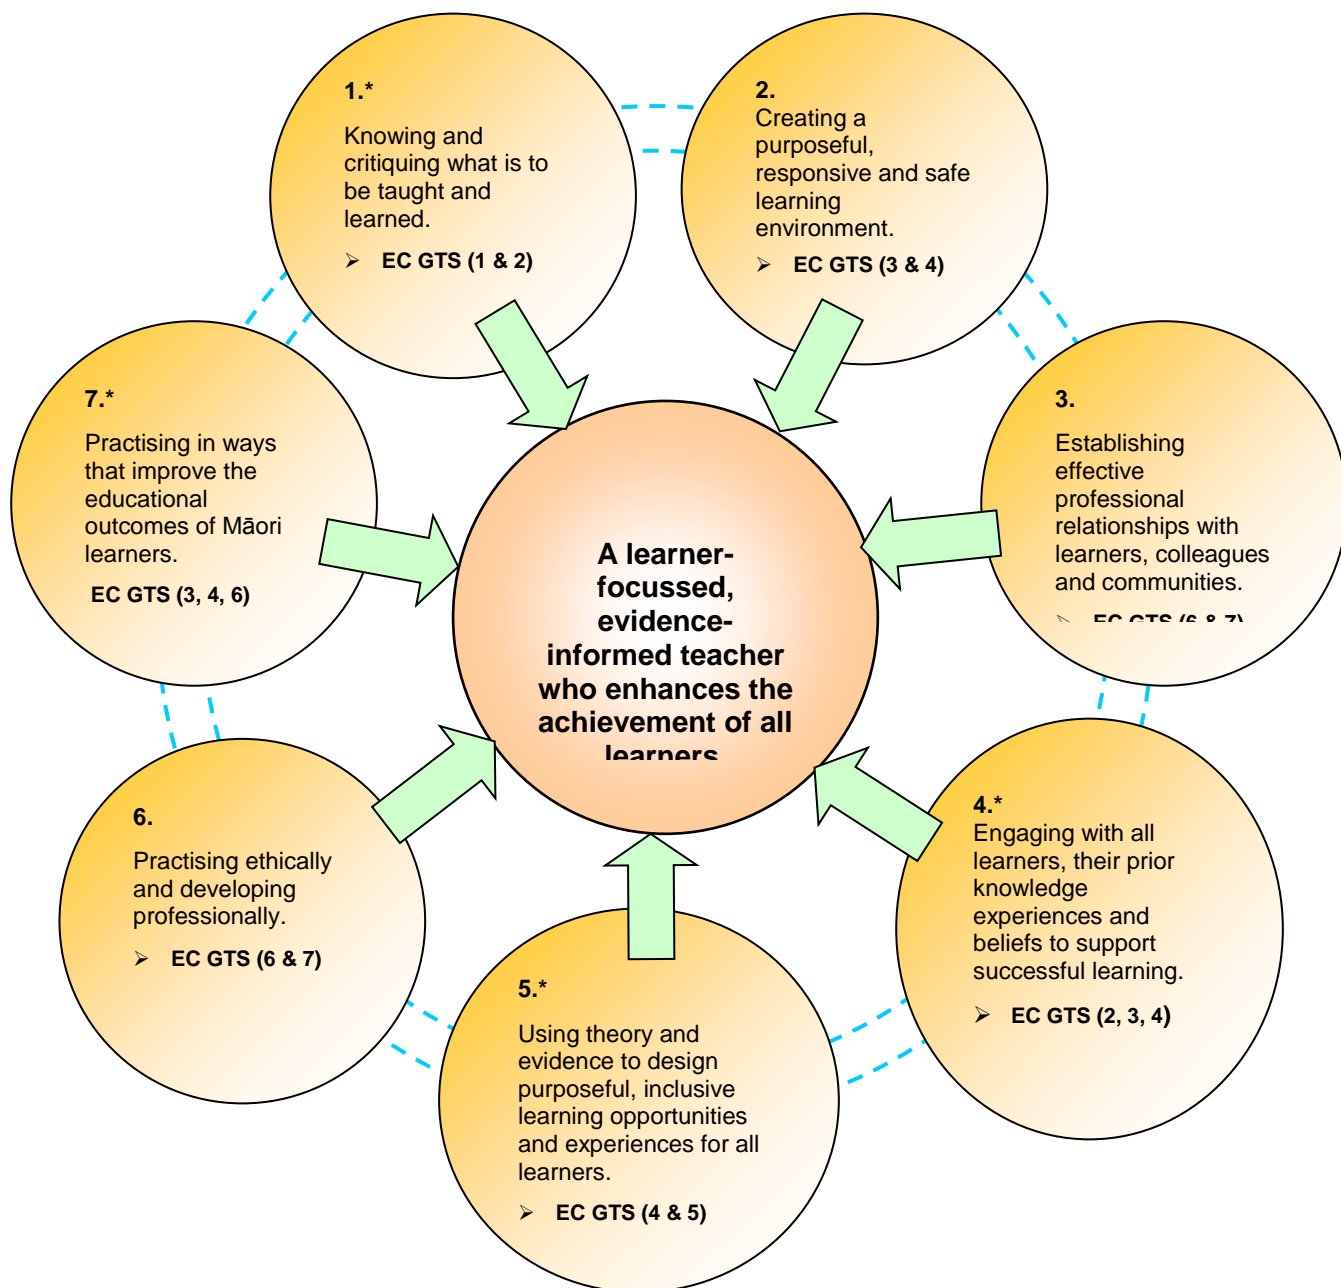 1.*
Knowing and
critiquing what is to
be taught and
learned.
➢ EC GTS (1 & 2)
2.
Creating a
purposeful,
responsive and safe
learning
environment.
➢ EC GTS (3 & 4)
3.
Establishing
effective
professional
relationships with
learners, colleagues
and communities.
➢ EC GTS (6 & 7)
4.*
Engaging with all
learners, their prior
knowledge
experiences and
beliefs to support
successful learning.
➢ EC GTS (2, 3, 4)
5.*
Using theory and
evidence to design
purposeful, inclusive
learning opportunities
and experiences for all
learners.
➢ EC GTS (4 & 5)
6.
Practising ethically
and developing
professionally.
➢ EC GTS (6 & 7)
7.*
Practising in ways
that improve the
educational
outcomes of Māori
learners.
EC GTS (3, 4, 6)
A learner-
focussed,
evidence-
informed teacher
who enhances the
achievement of all
learners